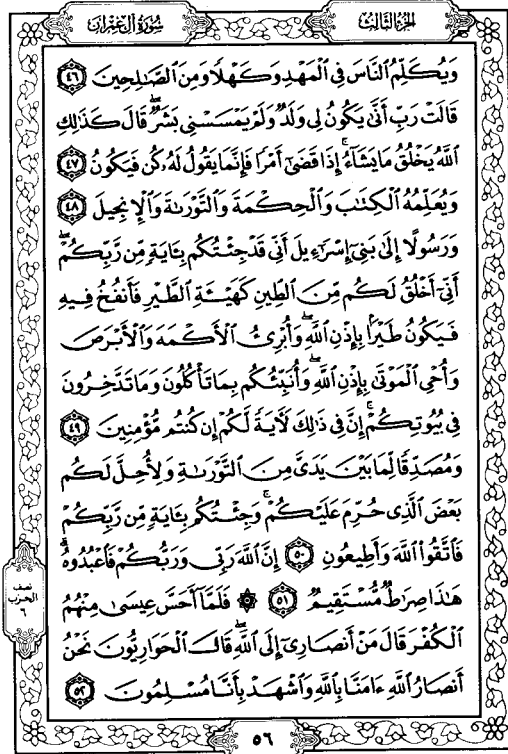 سورة آل عمران
الجزء الثالث
وَيُكَلِّمُ ٱلنَّاسَ فِي ٱلْمَهْدِ وَكَهْلًا وَمِنَ ٱلصَّٰلِحِينَ ٤٦
قَالَتْ رَبِّ أَنَّىٰ يَكُونُ لِي وَلَدٌ وَلَمْ يَمْسَسْنِي بَشَرٌ ۖ قَالَ كَذَٰلِكِ
ٱللَّهُ يَخْلُقُ مَا يَشَآءُ ۚ إِذَا قَضَىٰٓ أَمْرًا فَإِنَّمَا يَقُولُ لَهُۥ كُن فَيَكُونُ ٤٧
وَيُعَلِّمُهُ ٱلْكِتَٰبَ وَٱلْحِكْمَةَ وَٱلتَّوْرَىٰةَ وَٱلْإِنجِيلَ ٤٨
وَرَسُولًا إِلَىٰ بَنِيٓ إِسْرَٰٓءِيلَ أَنِّي قَدْ جِئْتُكُم بِـَٔايَةٍ مِّن رَّبِّكُمْ ۖ
أَنِّيٓ أَخْلُقُ لَكُم مِّنَ ٱلطِّينِ كَهَيْـَٔةِ ٱلطَّيْرِ فَأَنفُخُ فِيهِ
فَيَكُونُ طَيْرًۢا بِإِذْنِ ٱللَّهِ ۖ وَأُبْرِئُ ٱلْأَكْمَهَ وَٱلْأَبْرَصَ
وَأُحْيِ ٱلْمَوْتَىٰ بِإِذْنِ ٱللَّهِ ۖ وَأُنَبِّئُكُم بِمَا تَأْكُلُونَ وَمَا تَدَّخِرُونَ
فِي بُيُوتِكُمْ ۚ إِنَّ فِي ذَٰلِكَ لَـَٔايَةً لَّكُمْ إِن كُنتُم مُّؤْمِنِينَ ٤٩
وَمُصَدِّقًا لِّمَا بَيْنَ يَدَيَّ مِنَ ٱلتَّوْرَىٰةِ وَلِأُحِلَّ لَكُم
بَعْضَ ٱلَّذِي حُرِّمَ عَلَيْكُمْ ۚ وَجِئْتُكُم بِـَٔايَةٍ مِّن رَّبِّكُمْ
فَٱتَّقُوا۟ ٱللَّهَ وَأَطِيعُونِ ٥٠ إِنَّ ٱللَّهَ رَبِّي وَرَبُّكُمْ فَٱعْبُدُوهُ ۗ
هَٰذَا صِرَٰطٌ مُّسْتَقِيمٌ ٥١ ۞ فَلَمَّآ أَحَسَّ عِيسَىٰ مِنْهُمُ
ٱلْكُفْرَ قَالَ مَنْ أَنصَارِيٓ إِلَى ٱللَّهِ ۖ قَالَ ٱلْحَوَارِيُّونَ نَحْنُ
أَنصَارُ ٱللَّهِ ءَامَنَّا بِٱللَّهِ وَٱشْهَدْ بِأَنَّا مُسْلِمُونَ ٥٢
نصف
الحزب
٦
٥٦